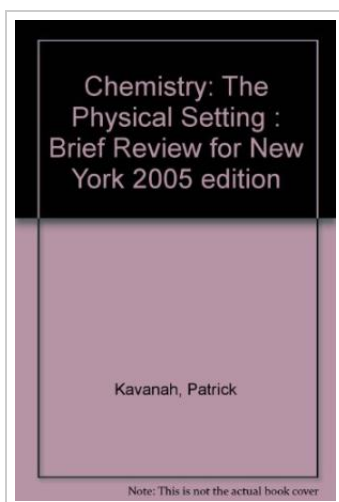 Chemistry: The
Physical Setting :
Brief Review for New
York 2005 edition
Kavanah, Patrick
Note: This is not the actual book cover